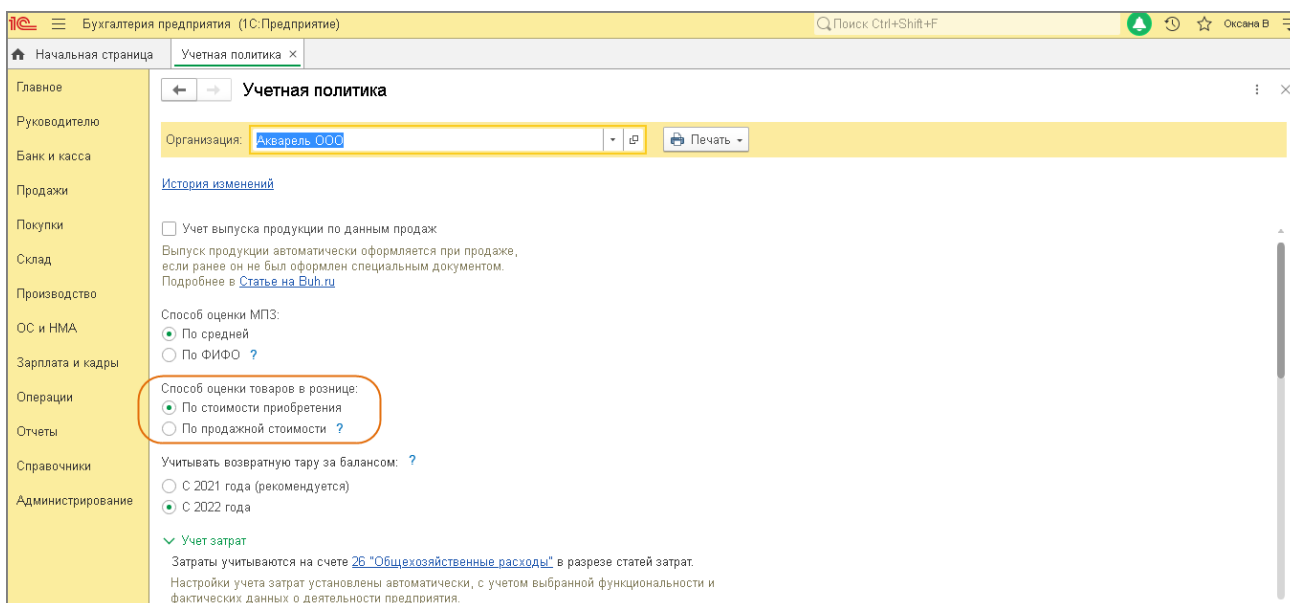 1С Бухгалтерия предприятия (1С:Предприятие) Поиск Ctrl+Shift+F Оксана В
Начальная страница Учетная политика ×
Главное
Руководителю
Банк и касса
Продажи
Покупки
Склад
Производство
ОС и НМА
Зарплата и кадры
Операции
Отчеты
Справочники
Администрирование
Учетная политика
Организация: Акварель ООО Печать
История изменений
Учет выпуска продукции по данным продаж
Выпуск продукции автоматически оформляется при продаже,
если ранее он не был оформлен специальным документом.
Подробнее в Статье на Buh.ru
Способ оценки МПЗ:
По средней
По ФИФО ?
Способ оценки товаров в рознице:
По стоимости приобретения
По продажной стоимости ?
Учитывать возвратную тару за балансом: ?
С 2021 года (рекомендуется)
С 2022 года
Учет затрат
Затраты учитываются на счете 26 "Общехозяйственные расходы" в разрезе статей затрат.
Настройки учета затрат установлены автоматически, с учетом выбранной функциональности и
фактических данных о деятельности предприятия.